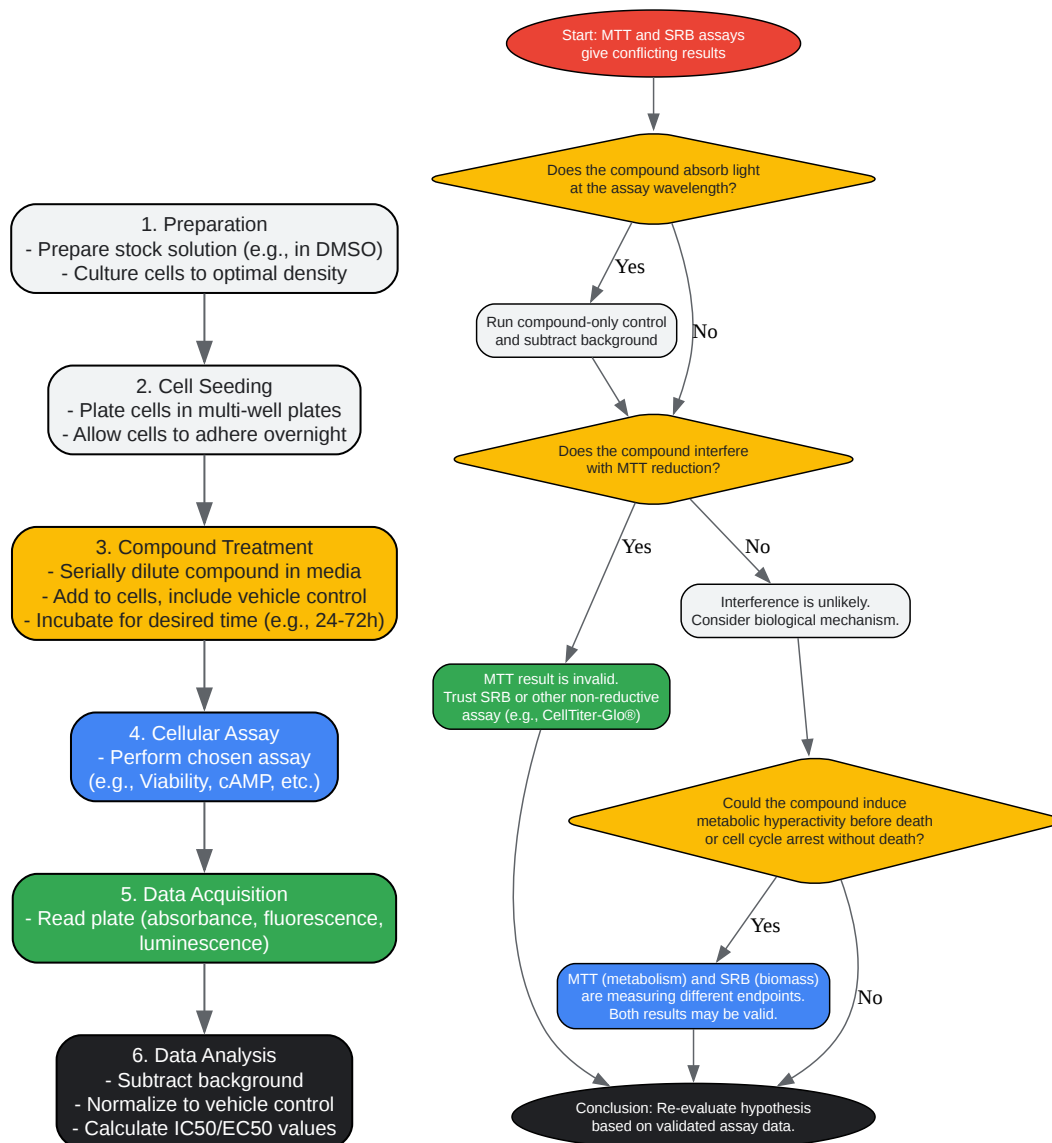 1. Preparation
- Prepare stock solution (e.g., in DMSO)
- Culture cells to optimal density
2. Cell Seeding
- Plate cells in multi-well plates
- Allow cells to adhere overnight
3. Compound Treatment
- Serially dilute compound in media
- Add to cells, include vehicle control
- Incubate for desired time (e.g., 24-72h)
4. Cellular Assay
- Perform chosen assay
(e.g., Viability, cAMP, etc.)
5. Data Acquisition
- Read plate (absorbance, fluorescence,
luminescence)
6. Data Analysis
- Subtract background
- Normalize to vehicle control
- Calculate IC50/EC50 values
Start: MTT and SRB assays
give conflicting results
Does the compound absorb light
at the assay wavelength?
Yes
No
Run compound-only control
and subtract background
Does the compound interfere
with MTT reduction?
Yes
No
Interference is unlikely.
Consider biological mechanism.
MTT result is invalid.
Trust SRB or other non-reductive
assay (e.g., CellTiter-Glo®)
Could the compound induce
metabolic hyperactivity before death
or cell cycle arrest without death?
Yes
No
MTT (metabolism) and SRB (biomass)
are measuring different endpoints.
Both results may be valid.
Conclusion: Re-evaluate hypothesis
based on validated assay data.